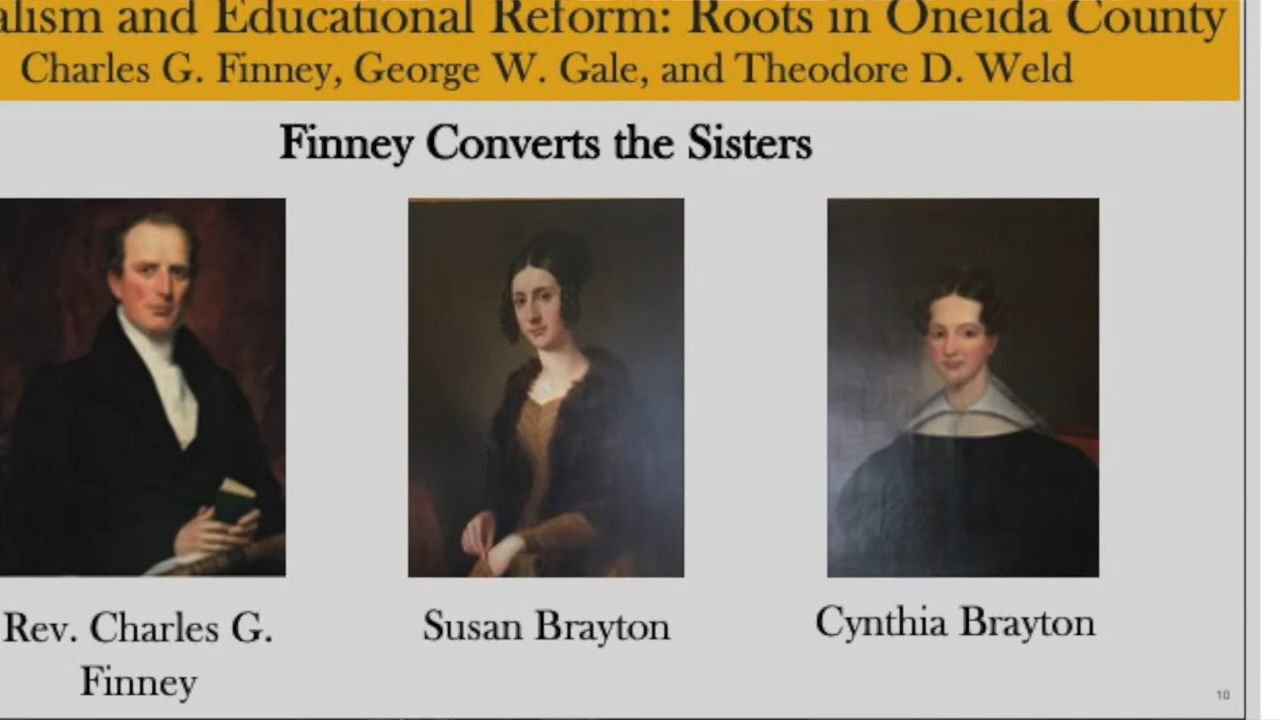 alism and Educational Reform: Roots in Oneida County
Charles G. Finney, George W. Gale, and Theodore D. Weld
Finney Converts the Sisters
Rev. Charles G.
Finney
Susan Brayton
Cynthia Brayton
10